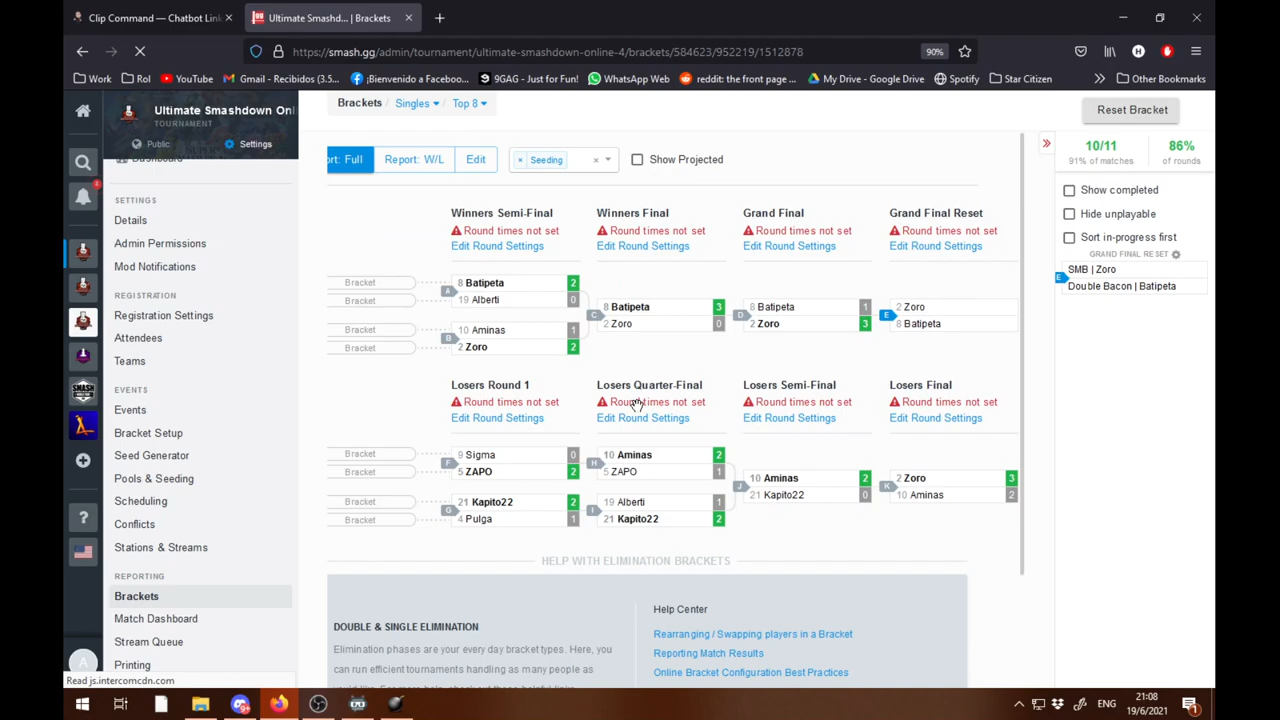 Clip Command — Chatbot Lin
Ultimate Smashd... | Brackets
https://smash.gg/admin/tournament/ultimate-smashdown-online-4/brackets/584623/952219/1512878
90%
Work
Rol
YouTube
Gmail - Recibidos (3.5...
¡Bienvenido a Faceboo...
9GAG - Just for Fun!
WhatsApp Web
reddit: the front page ...
My Drive - Google Drive
Spotify
Star Citizen
Other Bookmarks
Ultimate Smashdown Onl
TOURNAMENT
Public
Settings
Dashboard
SETTINGS
Details
Admin Permissions
Mod Notifications
REGISTRATION
Registration Settings
Attendees
Teams
EVENTS
Events
Bracket Setup
Seed Generator
Pools & Seeding
Scheduling
Conflicts
Stations & Streams
REPORTING
Brackets
Match Dashboard
Stream Queue
Printing
Read js.intercomcdn.com
Brackets / Singles / Top 8
Reset Bracket
rt: Full
Report: W/L
Edit
× Seeding ×
Show Projected
Winners Semi-Final
Round times not set
Edit Round Settings
Winners Final
Round times not set
Edit Round Settings
Grand Final
Round times not set
Edit Round Settings
Grand Final Reset
Round times not set
Edit Round Settings
Bracket
Bracket
A
8 Batipeta 2
19 Alberti 0
Bracket
Bracket
B
10 Aminas 1
2 Zoro 2
C
8 Batipeta 3
2 Zoro 0
D
8 Batipeta 1
2 Zoro 3
E
2 Zoro
8 Batipeta
Losers Round 1
Round times not set
Edit Round Settings
Losers Quarter-Final
Round times not set
Edit Round Settings
Losers Semi-Final
Round times not set
Edit Round Settings
Losers Final
Round times not set
Edit Round Settings
Bracket
Bracket
F
9 Sigma 0
5 ZAPO 2
Bracket
Bracket
G
21 Kapito22 2
4 Pulga 1
H
10 Aminas 2
5 ZAPO 1
I
19 Alberti 1
21 Kapito22 2
J
10 Aminas 2
21 Kapito22 0
K
2 Zoro 3
10 Aminas 2
HELP WITH ELIMINATION BRACKETS
DOUBLE & SINGLE ELIMINATION
Elimination phases are your every day bracket types. Here, you
can run efficient tournaments handling as many people as
Help Center
Rearranging / Swapping players in a Bracket
Reporting Match Results
Online Bracket Configuration Best Practices
10/11
91% of matches
86%
of rounds
Show completed
Hide unplayable
Sort in-progress first
GRAND FINAL RESET
E
SMB | Zoro
Double Bacon | Batipeta
ENG
21:08
19/6/2021